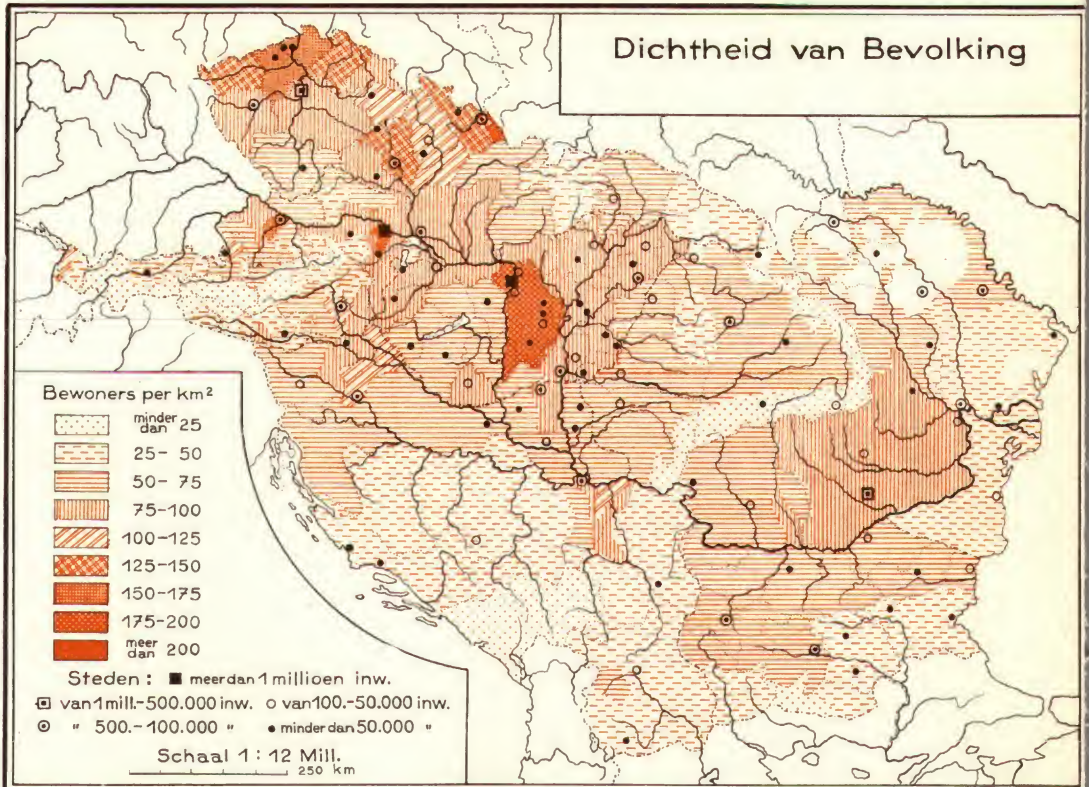 Dichtheid van Bevolking
Bewoners per km²
minder dan 25
25 - 50
50 - 75
75-100
100-125
125-150
150-175
175-200
meer dan 200
Steden : ■ meer dan 1 millioen inw.
van 1 mill.-500.000 inw. ○ van 100.-50.000 inw.
" 500.-100.000 " • minder dan 50.000 "
Schaal 1 : 12 Mill.
250 km